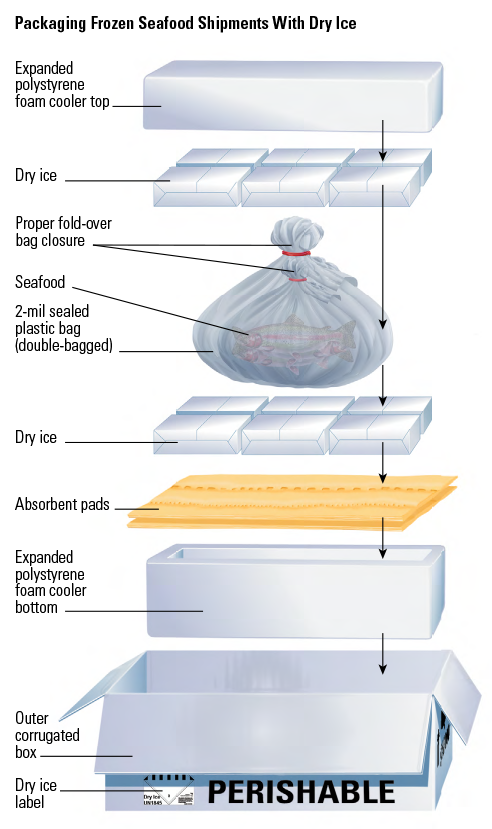 Packaging Frozen Seafood Shipments With Dry Ice
Expanded
polystyrene
foam cooler top
Dry ice
Proper fold-over
bag closure
Seafood
2-mil sealed
plastic bag
(double-bagged)
Dry ice
Absorbent pads
Expanded
polystyrene
foam cooler
bottom
Outer
corrugated
box
Dry ice
label
Dry Ice
UN1845
PERISHABLE